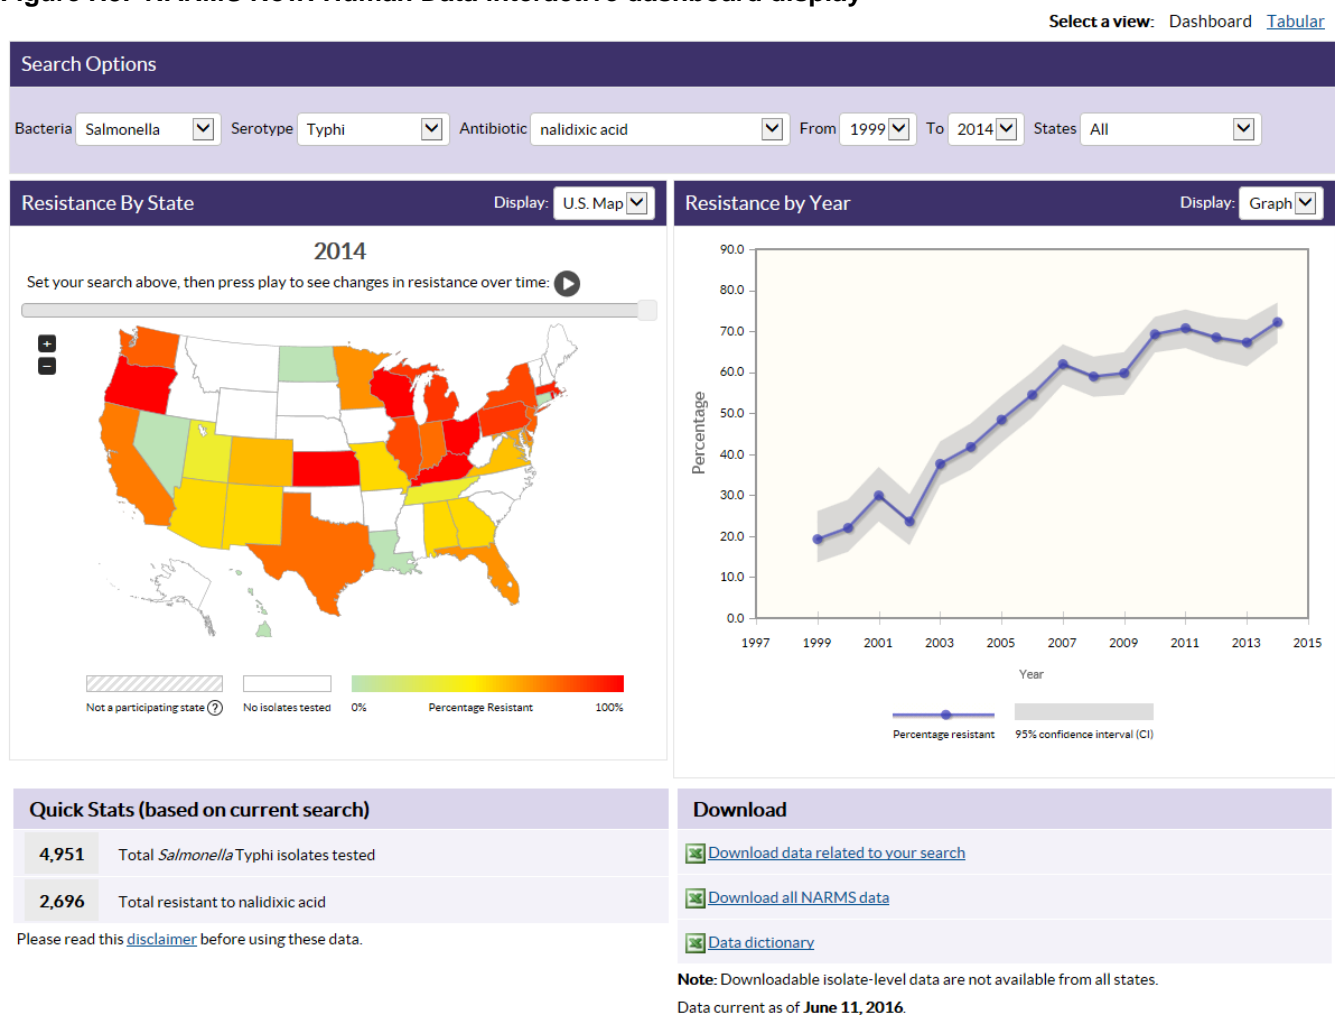 Select a view: Dashboard Tabular
Search Options
Bacteria Salmonella Serotype Typhi Antibiotic nalidixic acid From 1999 To 2014 States All
Resistance By State Display: U.S. Map
2014
Set your search above, then press play to see changes in resistance over time:
+
−
Not a participating state ? No isolates tested 0% Percentage Resistant 100%
Resistance by Year Display: Graph
90.0
80.0
70.0
60.0
50.0
40.0
30.0
20.0
10.0
0.0
Percentage
1997 1999 2001 2003 2005 2007 2009 2011 2013 2015
Year
Percentage resistant 95% confidence interval (CI)
Quick Stats (based on current search)
4,951 Total Salmonella Typhi isolates tested
2,696 Total resistant to nalidixic acid
Please read this disclaimer before using these data.
Download
Download data related to your search
Download all NARMS data
Data dictionary
Note: Downloadable isolate-level data are not available from all states.
Data current as of June 11, 2016.